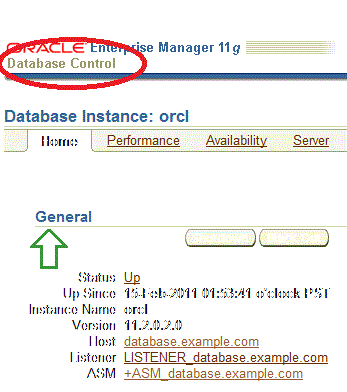 ORACLE Enterprise Manager 11g
Database Control
Database Instance: orcl
Home Performance Availability Server
General
Status Up
Up Since 13-Feb-2011 01:53:41 o'clock PST
Instance Name orcl
Version 11.2.0.2.0
Host database.example.com
Listener LISTENER_database.example.com
ASM +ASM_database.example.com